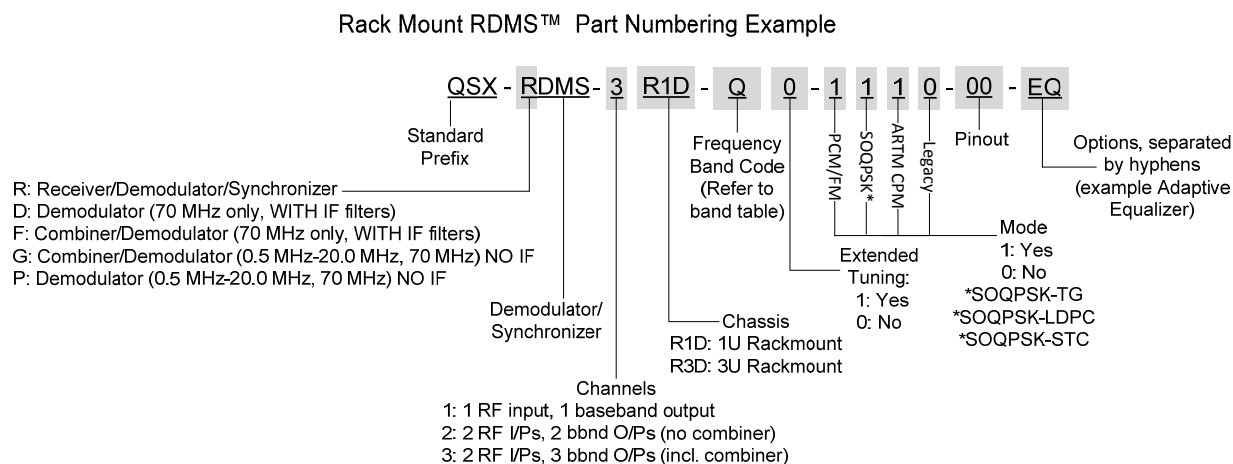 Rack Mount RDMS™ Part Numbering Example
QSX - RDMS - 3 R1D - Q 0 - 1 1 1 0 - 00 - EQ
Standard
Prefix
R: Receiver/Demodulator/Synchronizer
D: Demodulator (70 MHz only, WITH IF filters)
F: Combiner/Demodulator (70 MHz only, WITH IF filters)
G: Combiner/Demodulator (0.5 MHz-20.0 MHz, 70 MHz) NO IF
P: Demodulator (0.5 MHz-20.0 MHz, 70 MHz) NO IF
Demodulator/
Synchronizer
Channels
1: 1 RF input, 1 baseband output
2: 2 RF I/Ps, 2 bbnd O/Ps (no combiner)
3: 2 RF I/Ps, 3 bbnd O/Ps (incl. combiner)
Chassis
R1D: 1U Rackmount
R3D: 3U Rackmount
Frequency
Band Code
(Refer to
band table)
Extended
Tuning:
1: Yes
0: No
PCM/FM
SOQPSK*
ARTM CPM
Legacy
Mode
1: Yes
0: No
*SOQPSK-TG
*SOQPSK-LDPC
*SOQPSK-STC
Pinout
Options, separated
by hyphens
(example Adaptive
Equalizer)